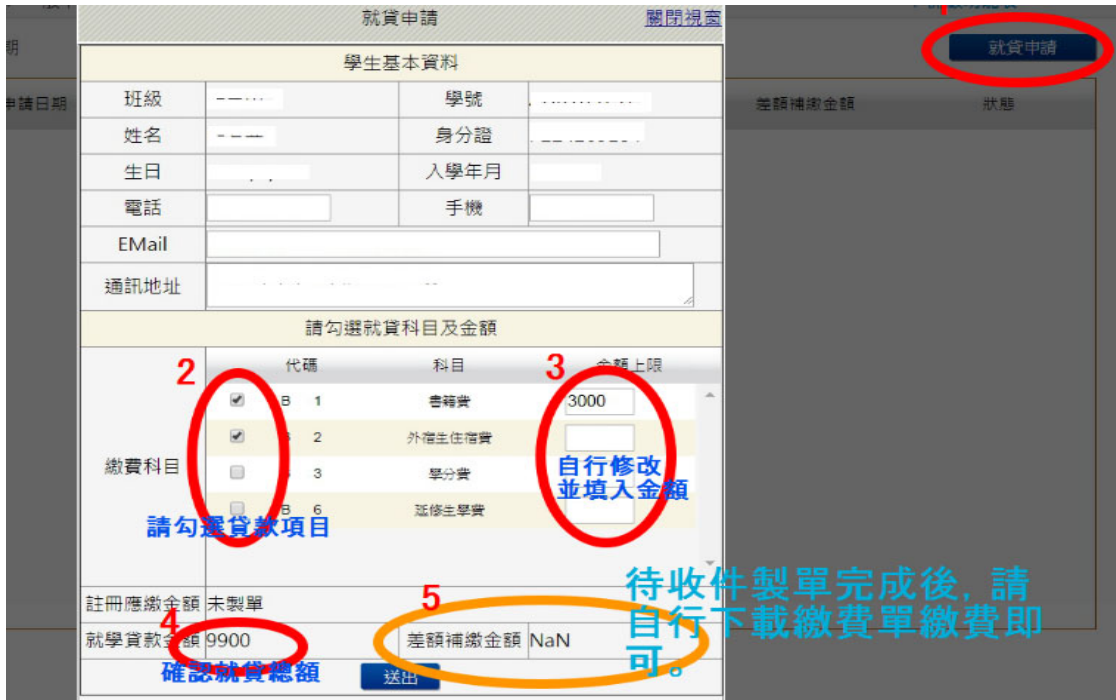 就貸申請 關閉視窗
就貸申請
學生基本資料
申請日期
差額補繳金額 狀態
班級 學號
姓名 身分證
生日 入學年月
電話 手機
EMail
通訊地址
請勾選就貸科目及金額
2 代碼 科目 3 金額上限
B 1 書籍費 3000
2 外宿生住宿費
繳費科目
3 學分費
自行修改
並填入金額
B 6 延修生學費
請勾選貸款項目
註冊應繳金額 未製單
4 5
就學貸款金額 9900 差額補繳金額 NaN
確認就貸總額
送出
待收件製單完成後, 請
自行下載繳費單繳費即
可。